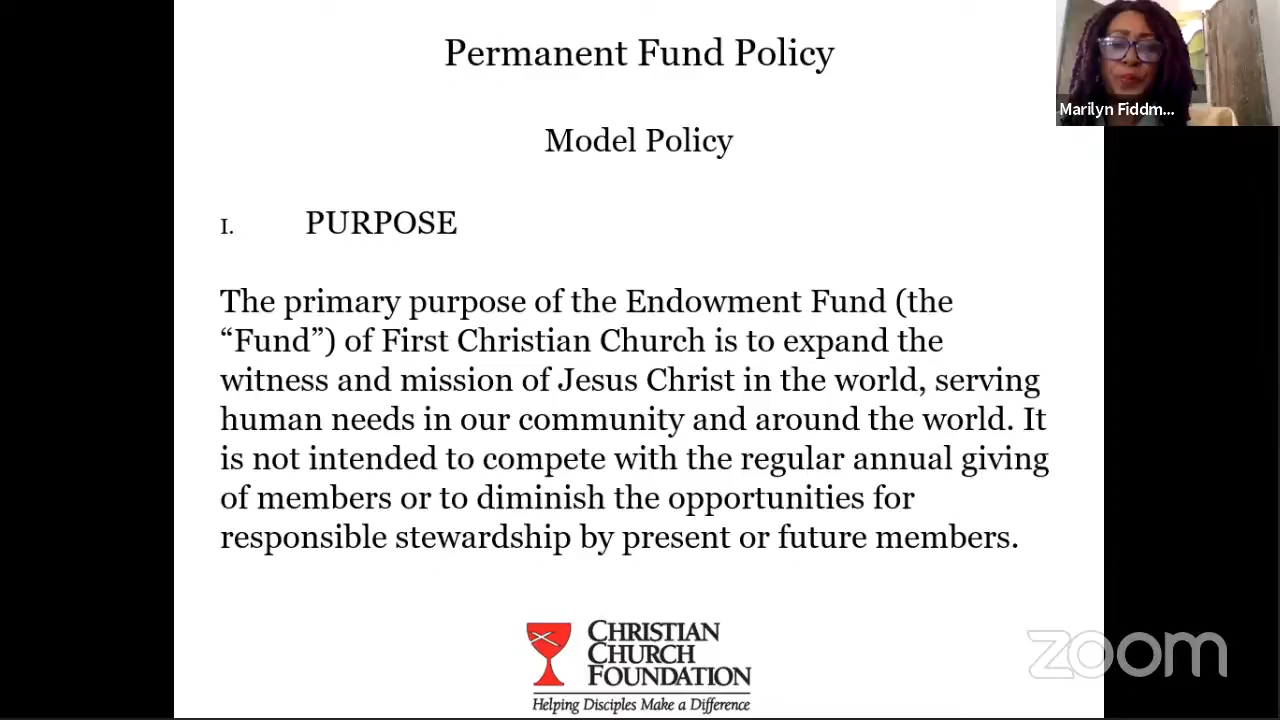 Permanent Fund Policy
Model Policy
I. PURPOSE
The primary purpose of the Endowment Fund (the
“Fund”) of First Christian Church is to expand the
witness and mission of Jesus Christ in the world, serving
human needs in our community and around the world. It
is not intended to compete with the regular annual giving
of members or to diminish the opportunities for
responsible stewardship by present or future members.
CHRISTIAN
CHURCH
FOUNDATION
Helping Disciples Make a Difference
Marilyn Fiddm...
zoom